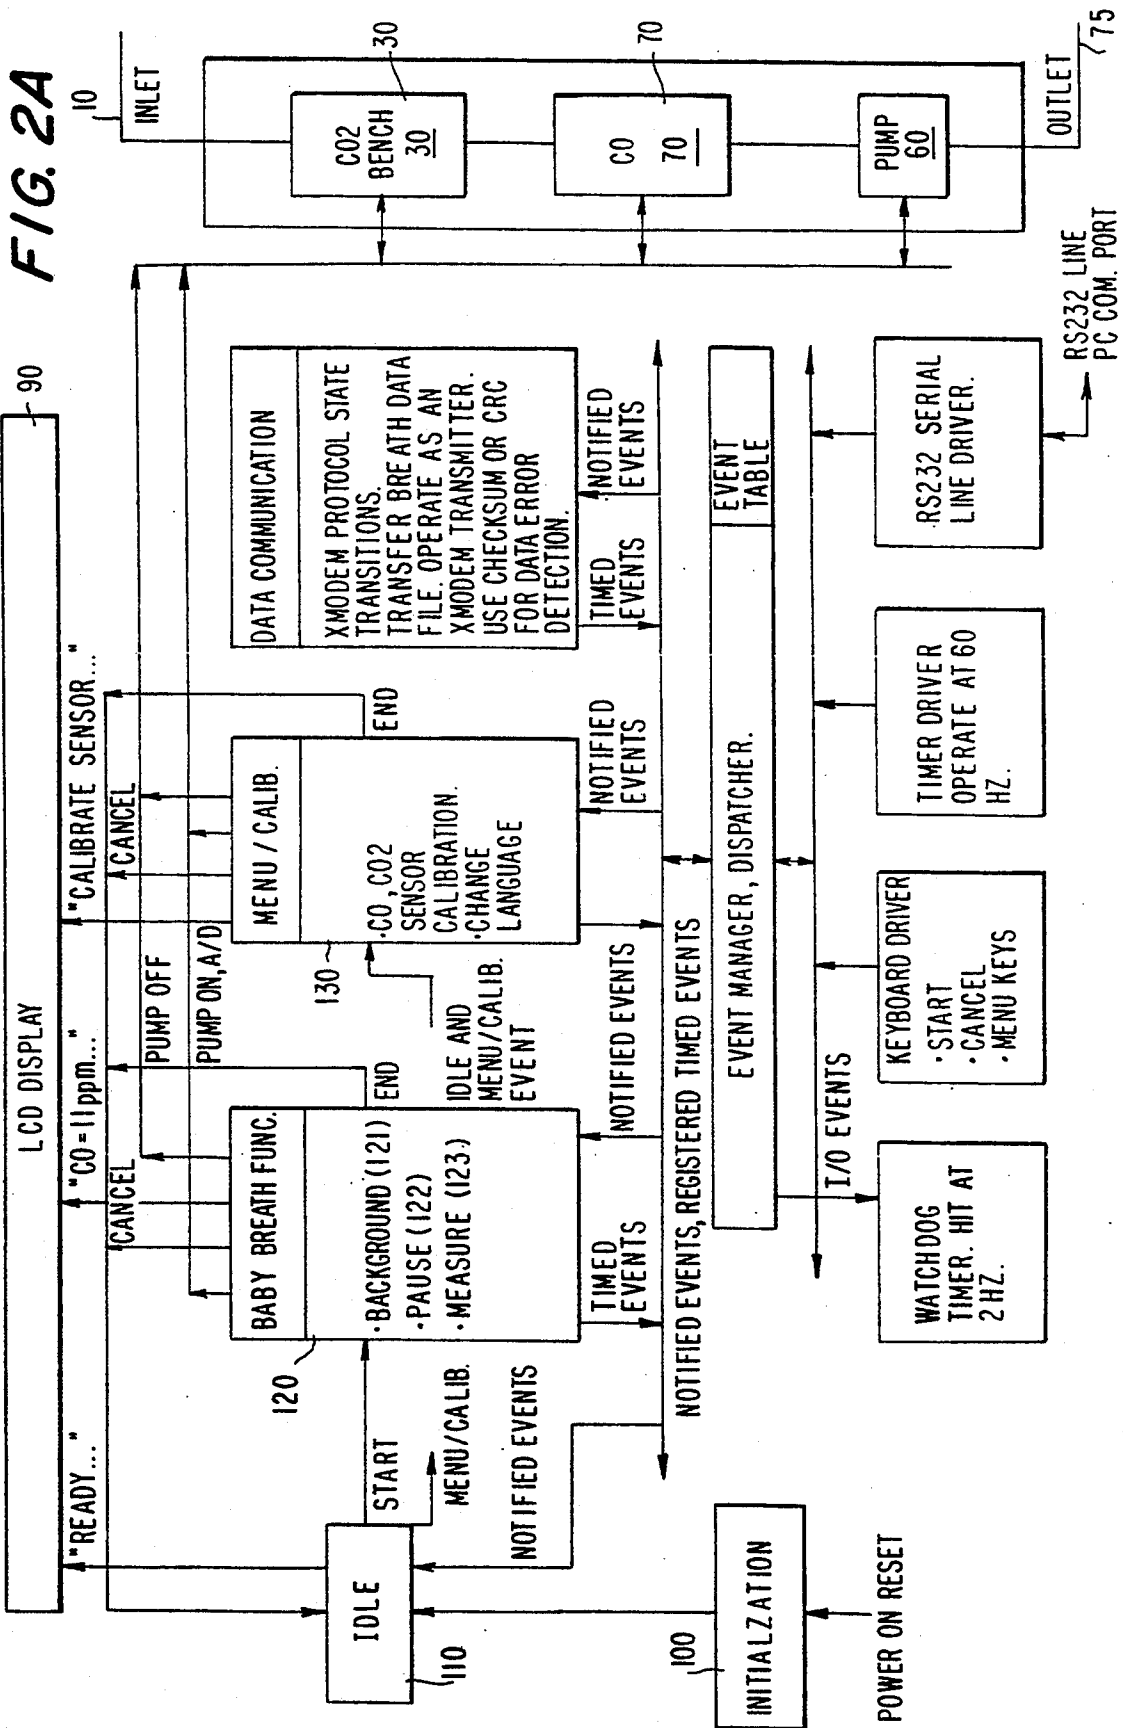 FIG. 2A
LCD DISPLAY
90
"READY..."
"CO=11ppm..."
"CALIBRATE SENSOR..."
CANCEL
CANCEL
PUMP OFF
PUMP ON, A/D
10
INLET
CO2
BENCH
30
30
CO
70
70
PUMP
60
OUTLET
75
IDLE
110
START
MENU/CALIB.
NOTIFIED EVENTS
INITIALZATION
100
POWER ON RESET
BABY BREATH FUNC.
120
·BACKGROUND (121)
·PAUSE (122)
·MEASURE (123)
END
TIMED
EVENTS
NOTIFIED EVENTS
IDLE AND
MENU/CALIB.
EVENT
MENU / CALIB.
130
·CO, CO2
SENSOR
CALIBRATION.
·CHANGE
LANGUAGE
END
NOTIFIED EVENTS
NOTIFIED
EVENTS
DATA COMMUNICATION
XMODEM PROTOCOL STATE
TRANSITIONS.
TRANSFER BREATH DATA
FILE. OPERATE AS AN
XMODEM TRANSMITTER.
USE CHECKSUM OR CRC
FOR DATA ERROR
DETECTION.
TIMED
EVENTS
NOTIFIED
EVENTS
NOTIFIED EVENTS, REGISTERED TIMED EVENTS
EVENT MANAGER, DISPATCHER.
EVENT
TABLE
I/O EVENTS
WATCHDOG
TIMER. HIT AT
2 HZ.
KEYBOARD DRIVER
·START
·CANCEL
·MENU KEYS
TIMER DRIVER
OPERATE AT 60
HZ.
RS232 SERIAL
LINE DRIVER.
RS232 LINE
PC COM. PORT